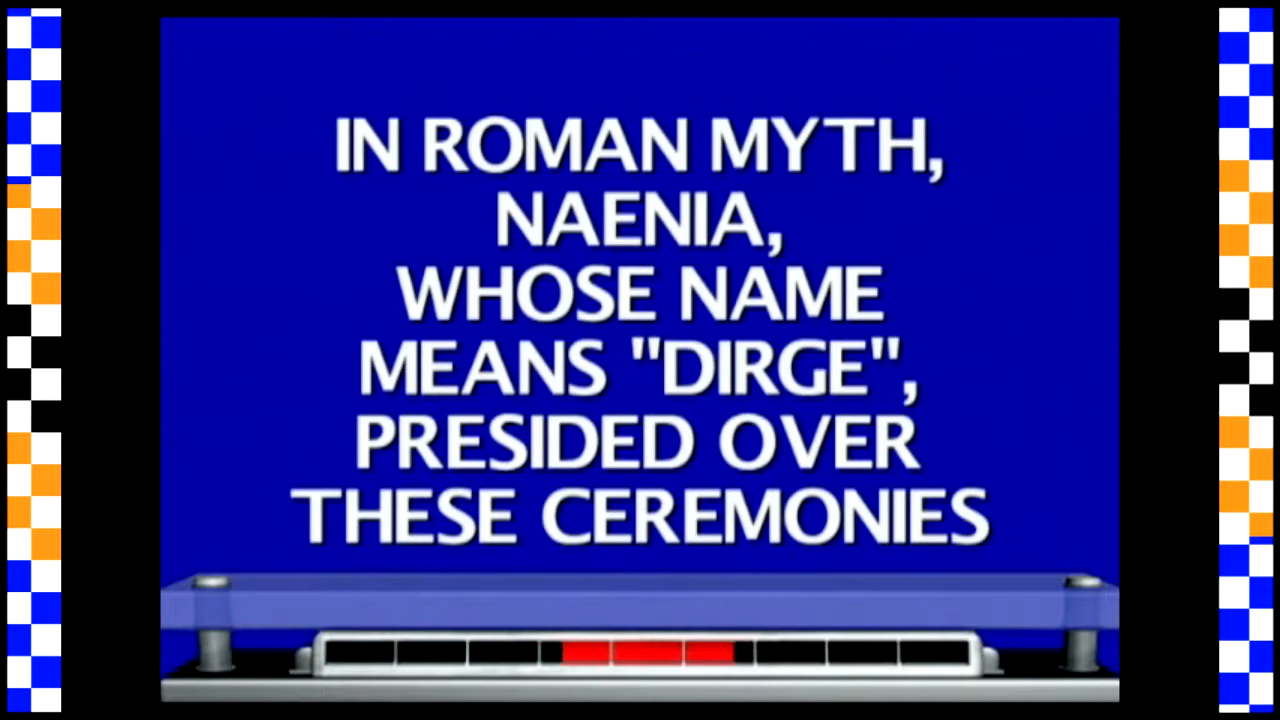 IN ROMAN MYTH,
NAENIA,
WHOSE NAME
MEANS "DIRGE",
PRESIDED OVER
THESE CEREMONIES